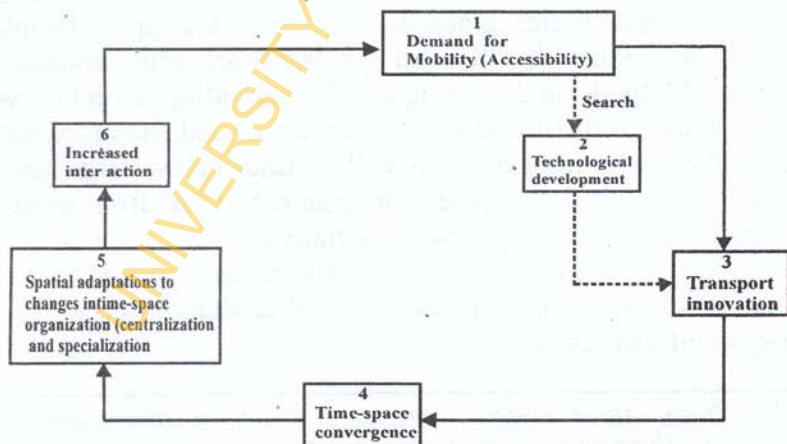 1
Demand for
Mobility (Accessibility)
Search
2
Technological
development
3
Transport
innovation
4
Time-space
convergence
5
Spatial adaptations to
changes intime-space
organization (centralization
and specialization
6
Increased
inter action
UNIVERSITY